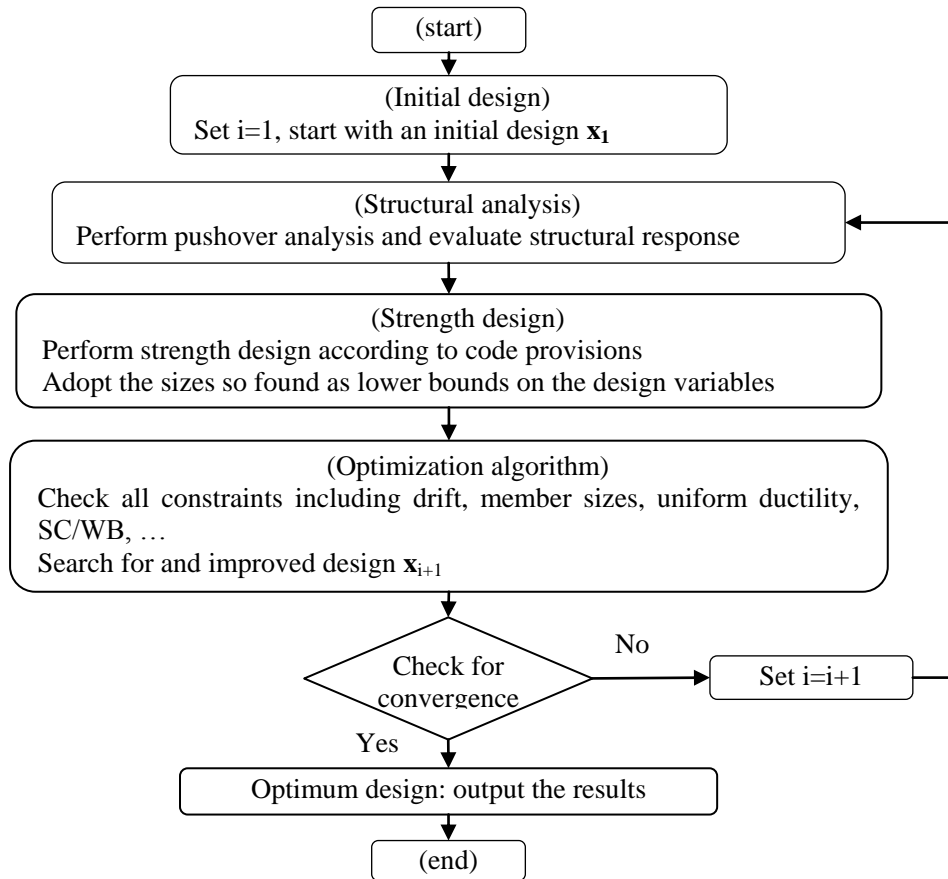 (start)
(Initial design)
Set i=1, start with an initial design x₁
(Structural analysis)
Perform pushover analysis and evaluate structural response
(Strength design)
Perform strength design according to code provisions
Adopt the sizes so found as lower bounds on the design variables
(Optimization algorithm)
Check all constraints including drift, member sizes, uniform ductility,
SC/WB, …
Search for and improved design xᵢ₊₁
Check for
convergence
No
Set i=i+1
Yes
Optimum design: output the results
(end)